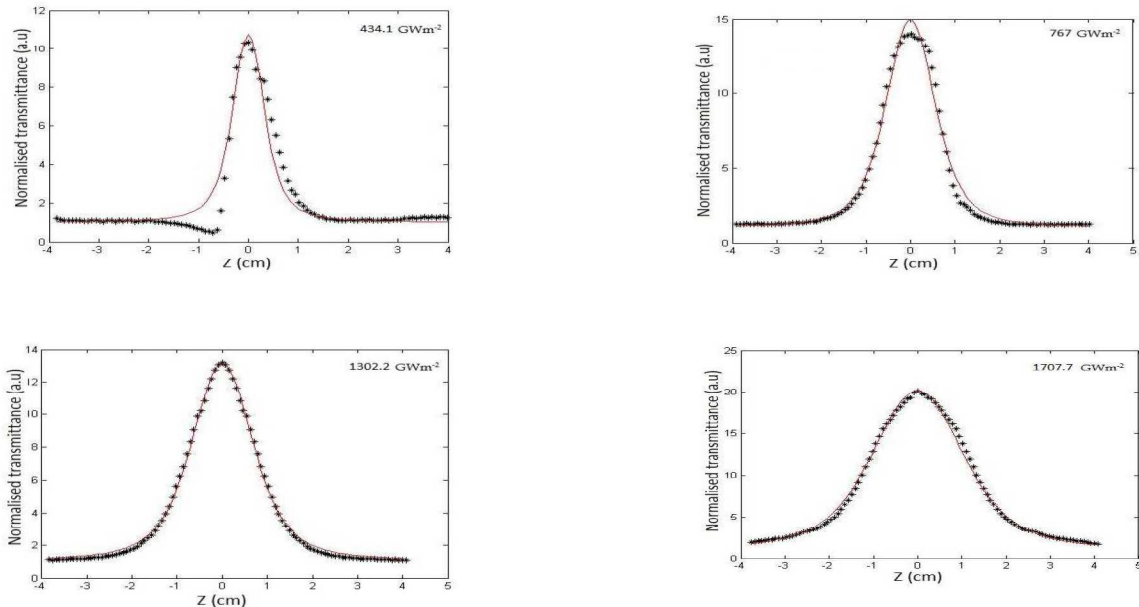 434.1 GWm-2
Normalised transmittance (a.u)
12
10
8
6
4
2
0
-4 -3 -2 -1 0 1 2 3 4
Z (cm)
767 GWm-2
Normalised transmittance (a.u)
15
10
5
0
-4 -3 -2 -1 0 1 2 3 4 5
Z (cm)
1302.2 GWm-2
Normalised transmittance (a.u)
14
12
10
8
6
4
2
0
-4 -3 -2 -1 0 1 2 3 4 5
Z (cm)
1707.7 GWm-2
Normalised transmittance (a.u)
25
20
15
10
5
0
-4 -3 -2 -1 0 1 2 3 4 5
Z (cm)